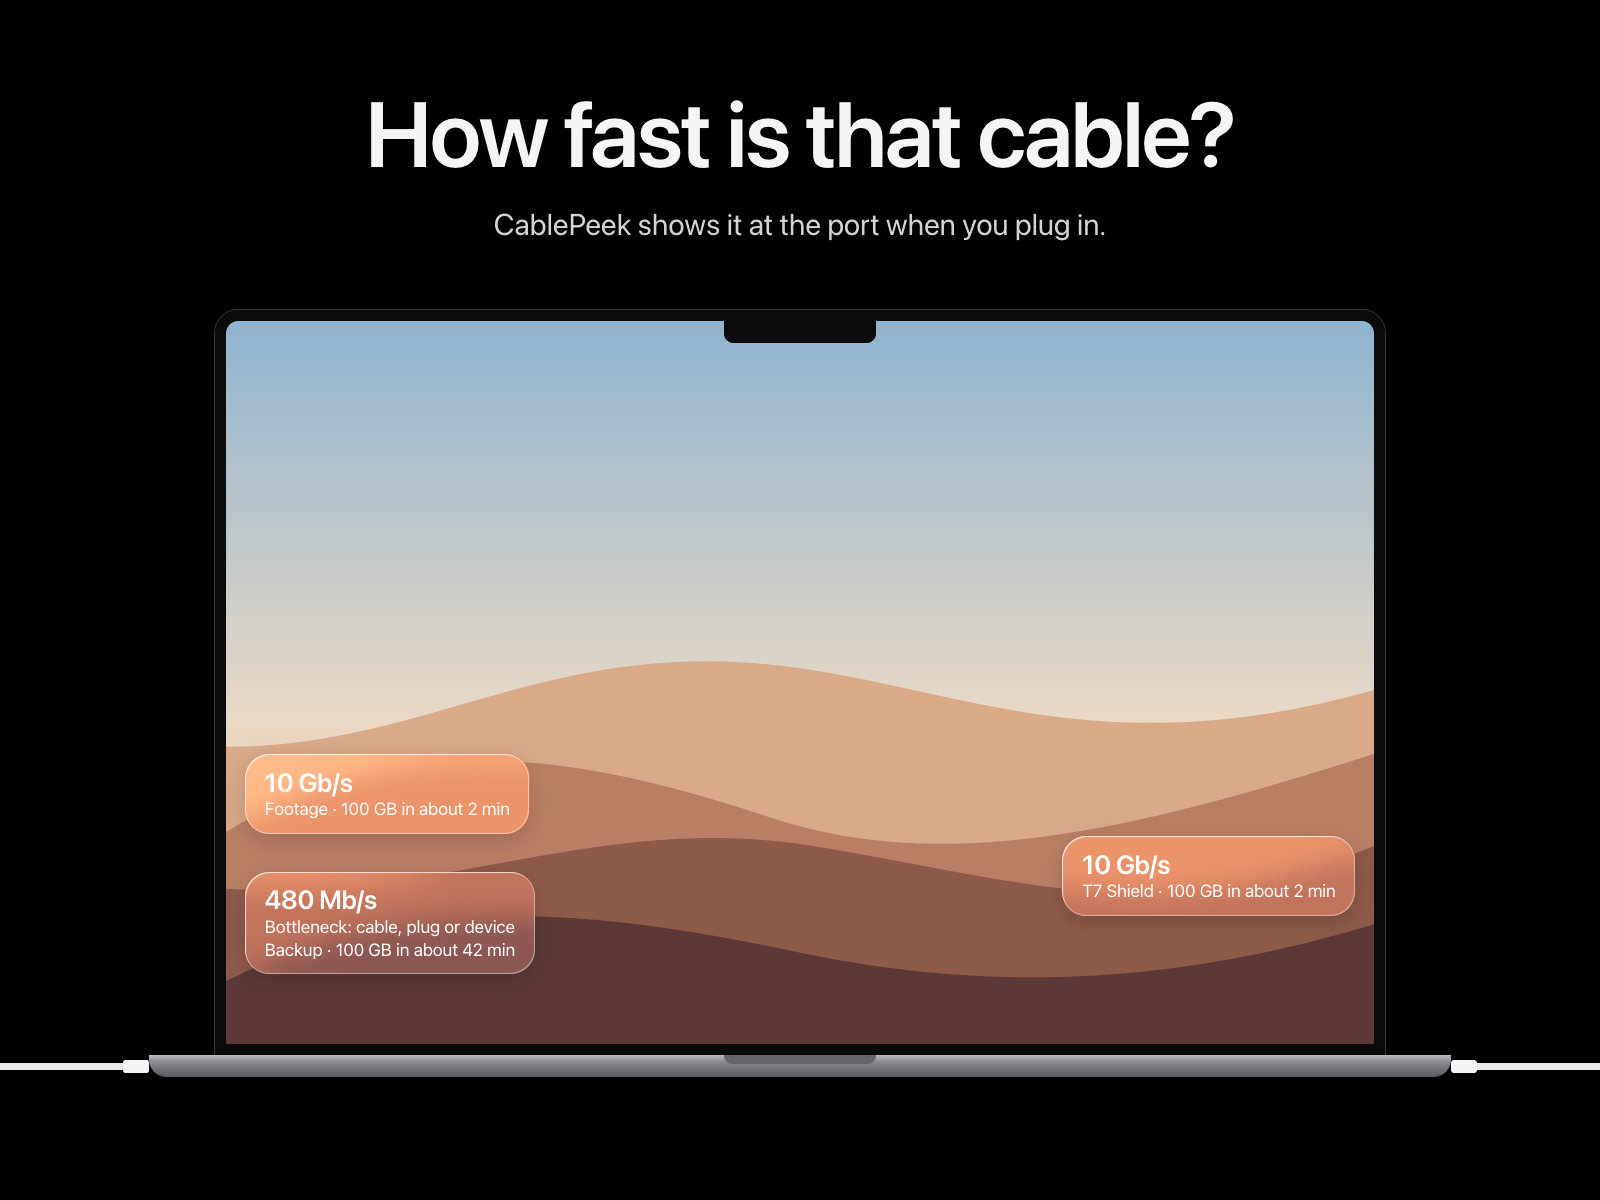 How fast is that cable?
CablePeek shows it at the port when you plug in.
10 Gb/s
Footage · 100 GB in about 2 min
480 Mb/s
Bottleneck: cable, plug or device
Backup · 100 GB in about 42 min
10 Gb/s
T7 Shield · 100 GB in about 2 min